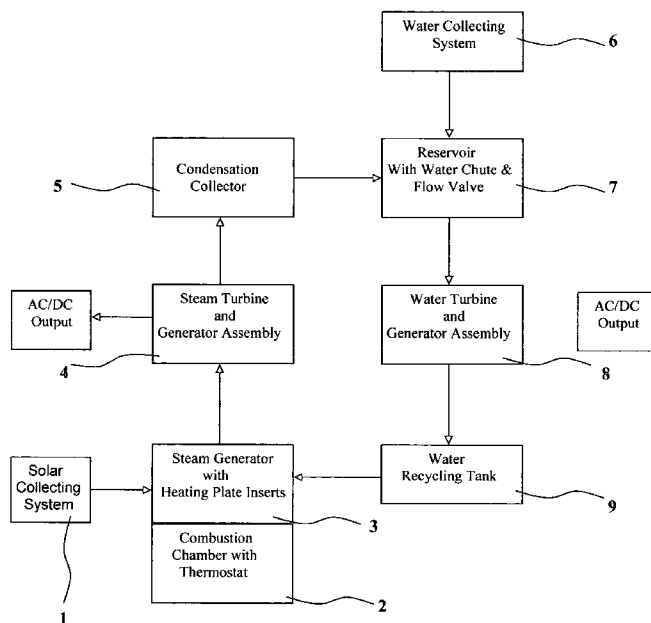 Water Collecting
System
6
Condensation
Collector
5
Reservoir
With Water Chute &
Flow Valve
7
AC/DC
Output
Steam Turbine
and
Generator Assembly
4
Water Turbine
and
Generator Assembly
8
AC/DC
Output
Solar
Collecting
System
1
Steam Generator
with
Heating Plate Inserts
3
Water
Recycling Tank
9
Combustion
Chamber with
Thermostat
2